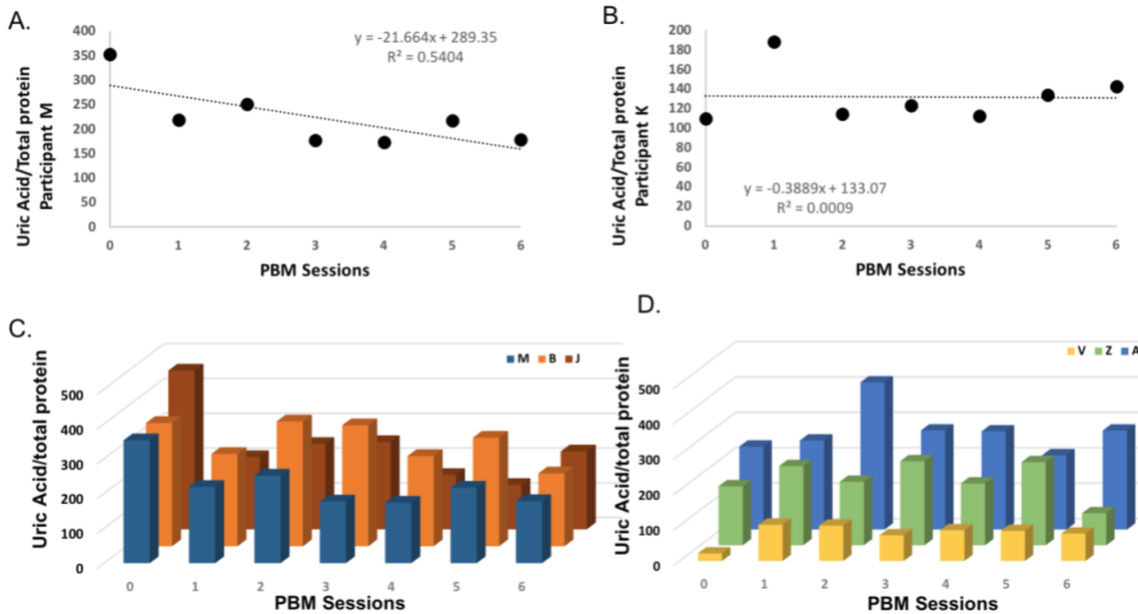 A.
Uric Acid/Total protein
Participant M
400
350
300
250
200
150
100
50
0
y = -21.664x + 289.35
R² = 0.5404
0 1 2 3 4 5 6
PBM Sessions
B.
Uric Acid/Total protein
Participant K
200
180
160
140
120
100
80
60
40
20
0
y = -0.3889x + 133.07
R² = 0.0009
0 1 2 3 4 5 6
PBM Sessions
C.
Uric Acid/total protein
M B J
500
400
300
200
100
0
0 1 2 3 4 5 6
PBM Sessions
D.
Uric Acid/total protein
V Z A
500
400
300
200
100
0
0 1 2 3 4 5 6
PBM Sessions